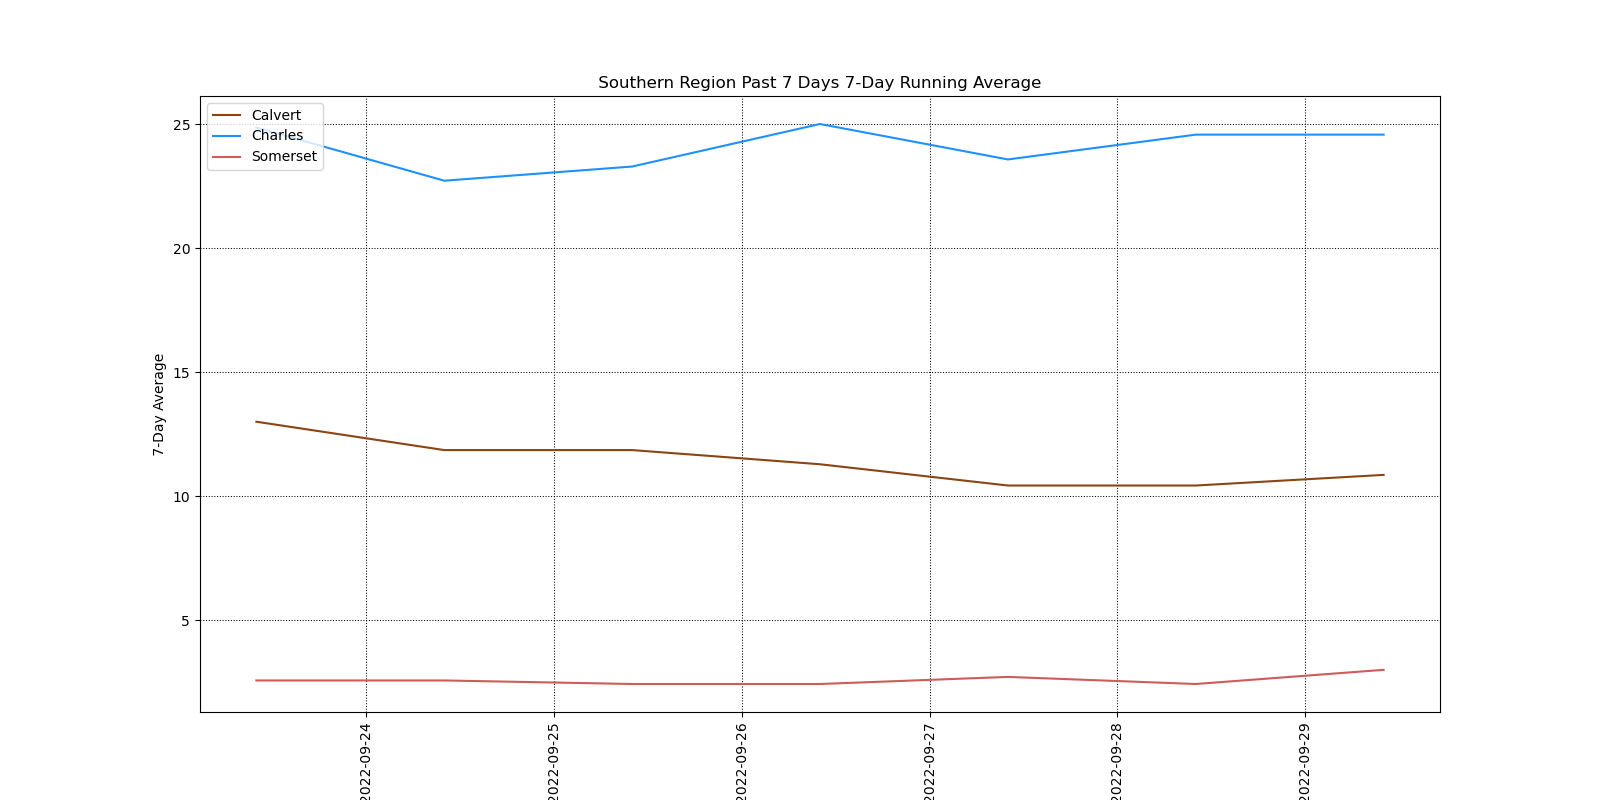 Southern Region Past 7 Days 7-Day Running Average
Calvert
Charles
Somerset
25
20
15
10
5
7-Day Average
2022-09-24
2022-09-25
2022-09-26
2022-09-27
2022-09-28
2022-09-29